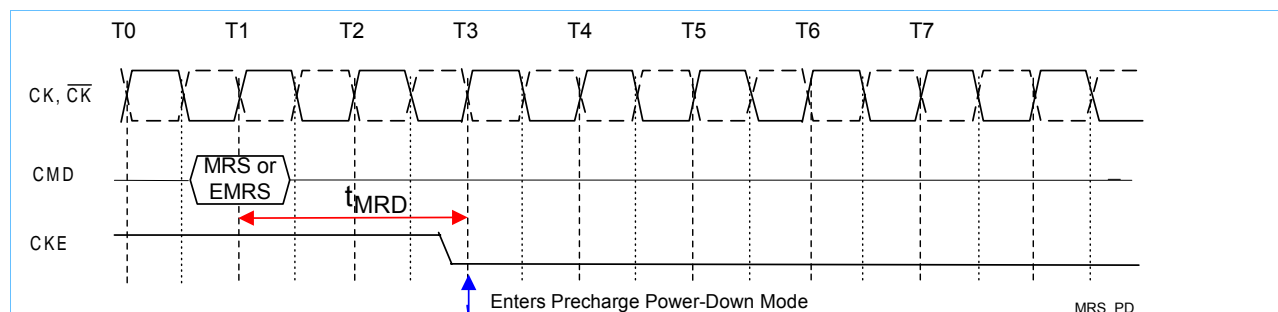 T0 T1 T2 T3 T4 T5 T6 T7
CK, CK
CMD
MRS or
EMRS
tMRD
CKE
Enters Precharge Power-Down Mode
MRS_PD